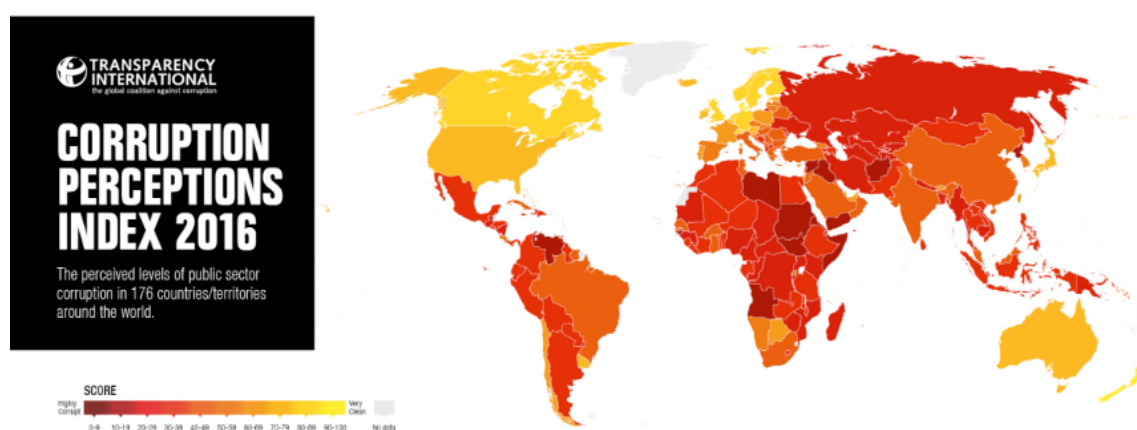 TRANSPARENCY
INTERNATIONAL
the global coalition against corruption
CORRUPTION
PERCEPTIONS
INDEX 2016
The perceived levels of public sector
corruption in 176 countries/territories
around the world.
SCORE
Highly
Corrupt
Very
Clean
0-9 10-19 20-29 30-39 40-49 50-59 60-69 70-79 80-89 90-100 No data